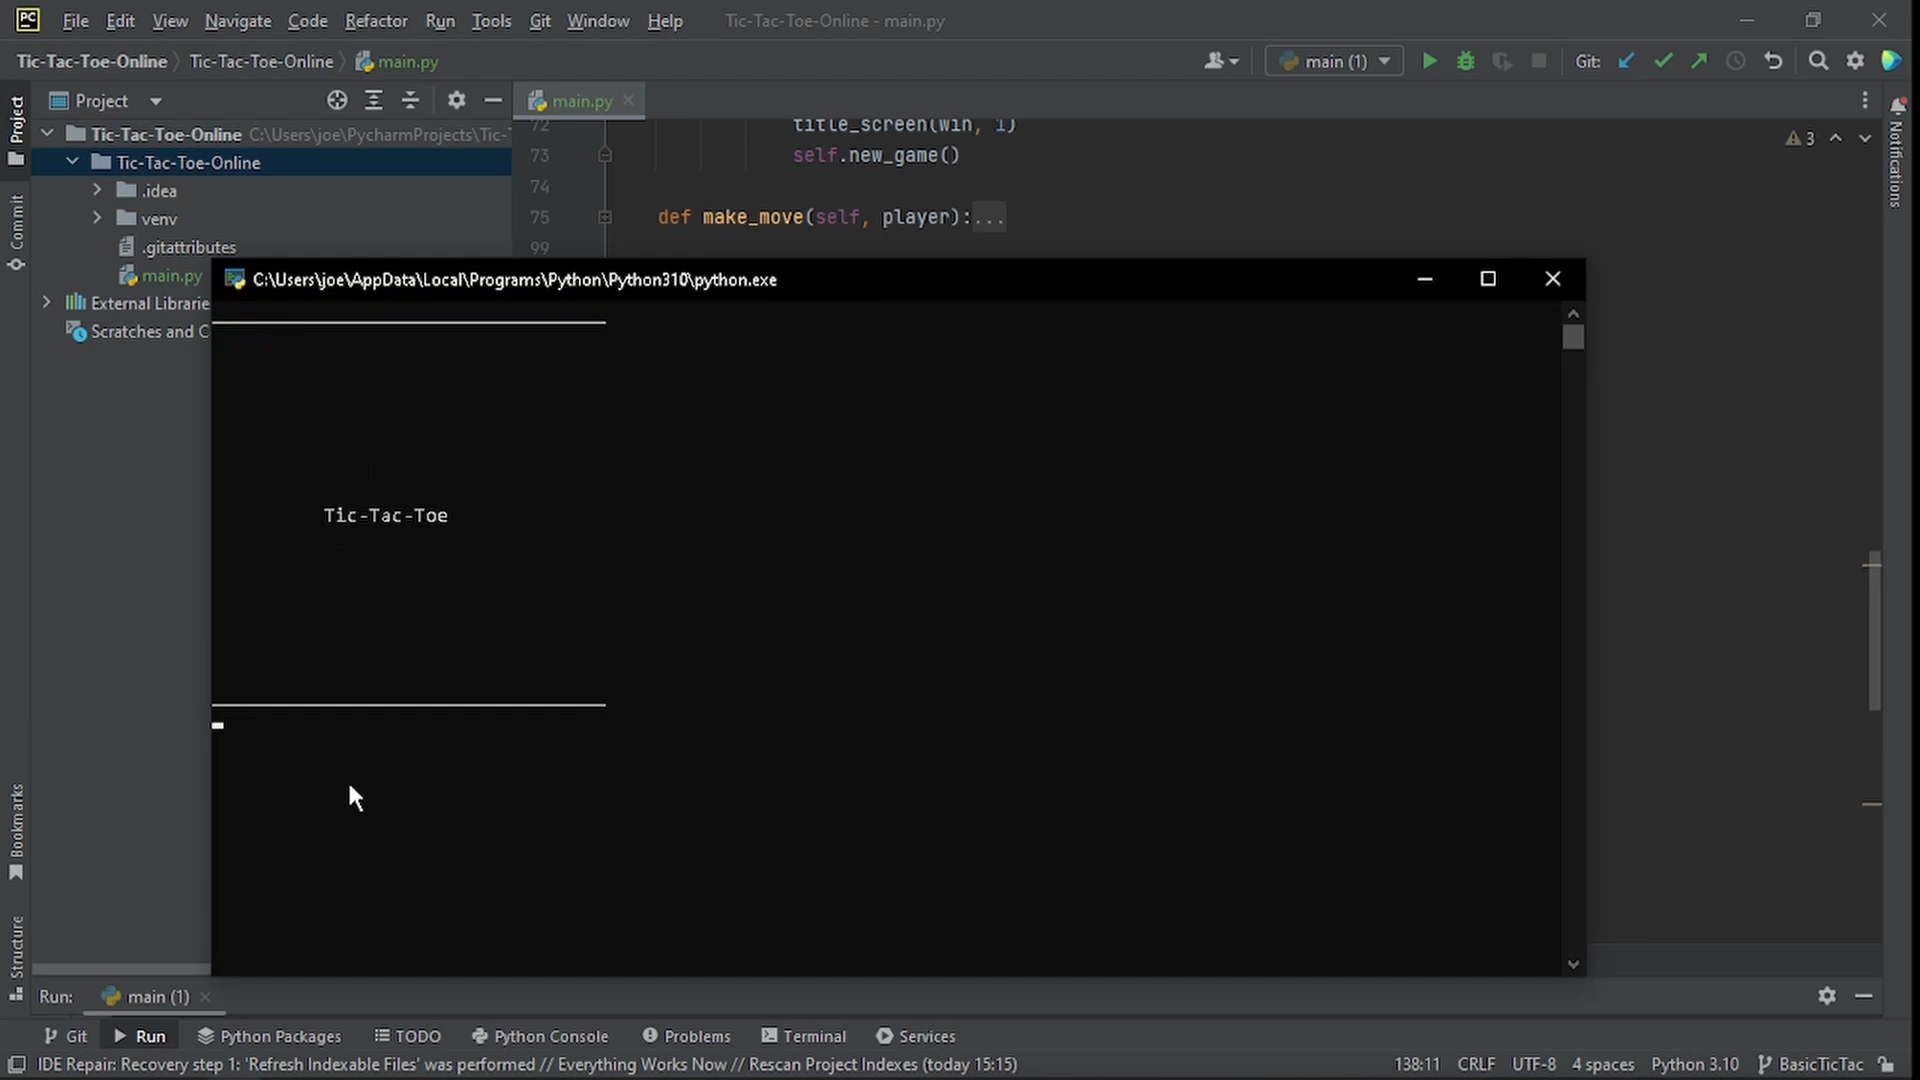 PC File Edit View Navigate Code Refactor Run Tools Git Window Help Tic-Tac-Toe-Online - main.py
Tic-Tac-Toe-Online Tic-Tac-Toe-Online main.py main (1) Git:
Project main.py
Project
Tic-Tac-Toe-Online C:\Users\joe\PycharmProjects\Tic-
72 title_screen(win, 1)
3
Notifications
73 self.new_game()
Tic-Tac-Toe-Online
.idea
74
venv
75 def make_move(self, player):...
Commit
.gitattributes
99
main.py
C:\Users\joe\AppData\Local\Programs\Python\Python310\python.exe
External Librarie
Scratches and C
Tic-Tac-Toe
Bookmarks
Structure
Run: main (1)
Git Run Python Packages TODO Python Console Problems Terminal Services
IDE Repair: Recovery step 1: 'Refresh Indexable Files' was performed // Everything Works Now // Rescan Project Indexes (today 15:15) 138:11 CRLF UTF-8 4 spaces Python 3.10 BasicTicTac